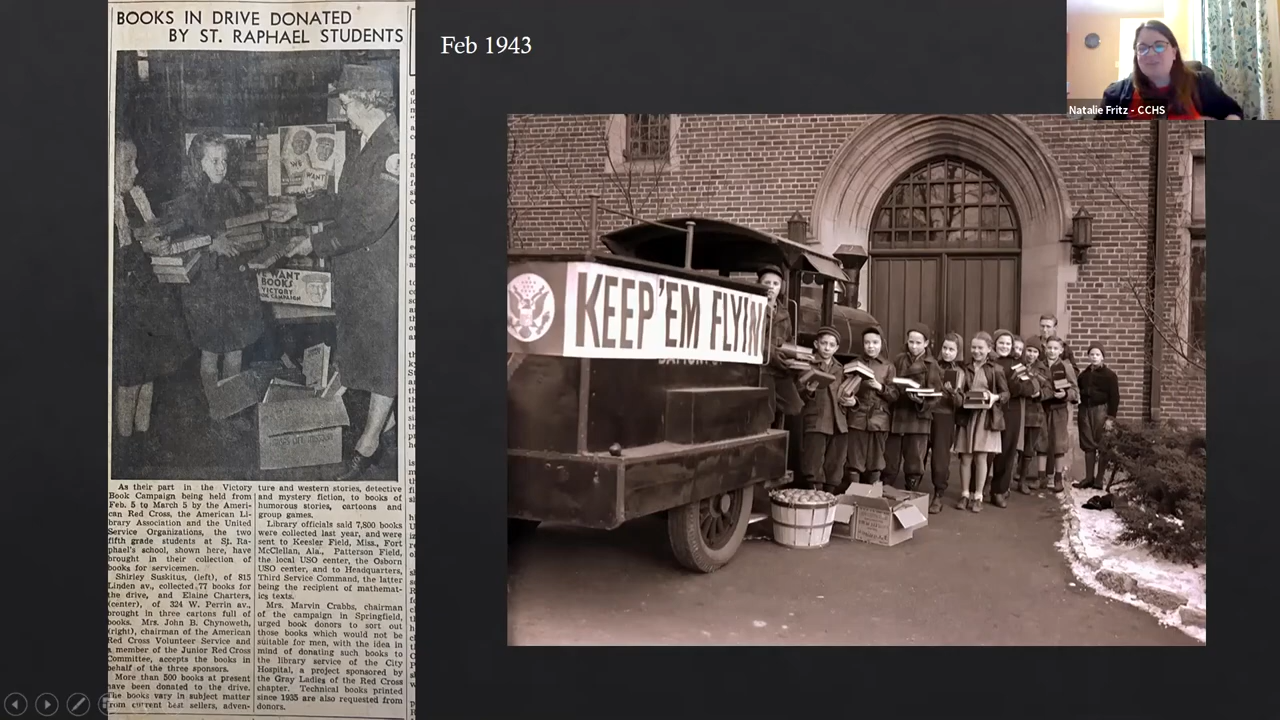 BOOKS IN DRIVE DONATED
BY ST. RAPHAEL STUDENTS
WE
WANT
WE WANT
BOOKS
VICTORY
CAMPAIGN
As their part in the Victory
Book Campaign being held from
Feb. 5 to March 5 by the Ameri-
can Red Cross, the American Li-
brary Association and the United
Service Organizations, the two
fifth grade students at St. Ra-
phael's school, shown here, have
brought in their collection of
books for servicemen.
Shirley Suskitus, (left), of 815
Linden av., collected 77 books for
the drive, and Elaine Charters,
(center), of 324 W. Perrin av.,
brought in three cartons full of
books. Mrs. John B. Chynoweth,
(right), chairman of the American
Red Cross Volunteer Service and
a member of the Junior Red Cross
Committee, accepts the books in
behalf of the three sponsors.
More than 500 books at present
have been donated to the drive.
The books vary in subject matter
from current best sellers, adven-
ture and western stories, detective
and mystery fiction, to books of
humorous stories, cartoons and
group games.
Library officials said 7,800 books
were collected last year, and were
sent to Keesler Field, Miss., Fort
McClellan, Ala., Patterson Field,
the local USO center, the Osborn
USO center, and to Headquarters,
Third Service Command, the latter
being the recipient of mathemat-
ics texts.
Mrs. Marvin Crabbs, chairman
of the campaign in Springfield,
urged book donors to sort out
those books which would not be
suitable for men, with the idea in
mind of donating such books to
the library service of the City
Hospital, a project sponsored by
the Gray Ladies of the Red Cross
chapter. Technical books printed
since 1935 are also requested from
donors.
Feb 1943
KEEP 'EM FLYIN
Natalie Fritz - CCHS